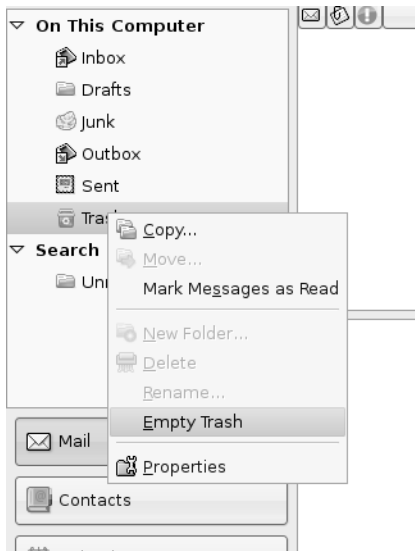 On This Computer
Inbox
Drafts
Junk
Outbox
Sent
Copy...
Move...
Search
Mark Messages as Read
New Folder...
Delete
Rename...
Empty Trash
Mail
Properties
Contacts